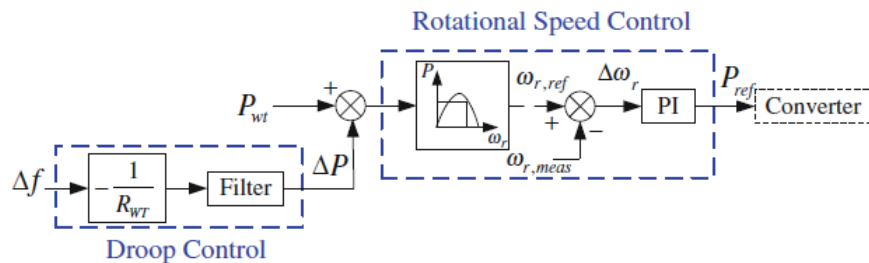 Rotational Speed Control
P
ω_r
P_wt
+
ω_r,ref
+
−
ω_r,meas
Δω_r
PI
P_ref
Converter
Δf
−1/R_WT
Filter
ΔP
Droop Control